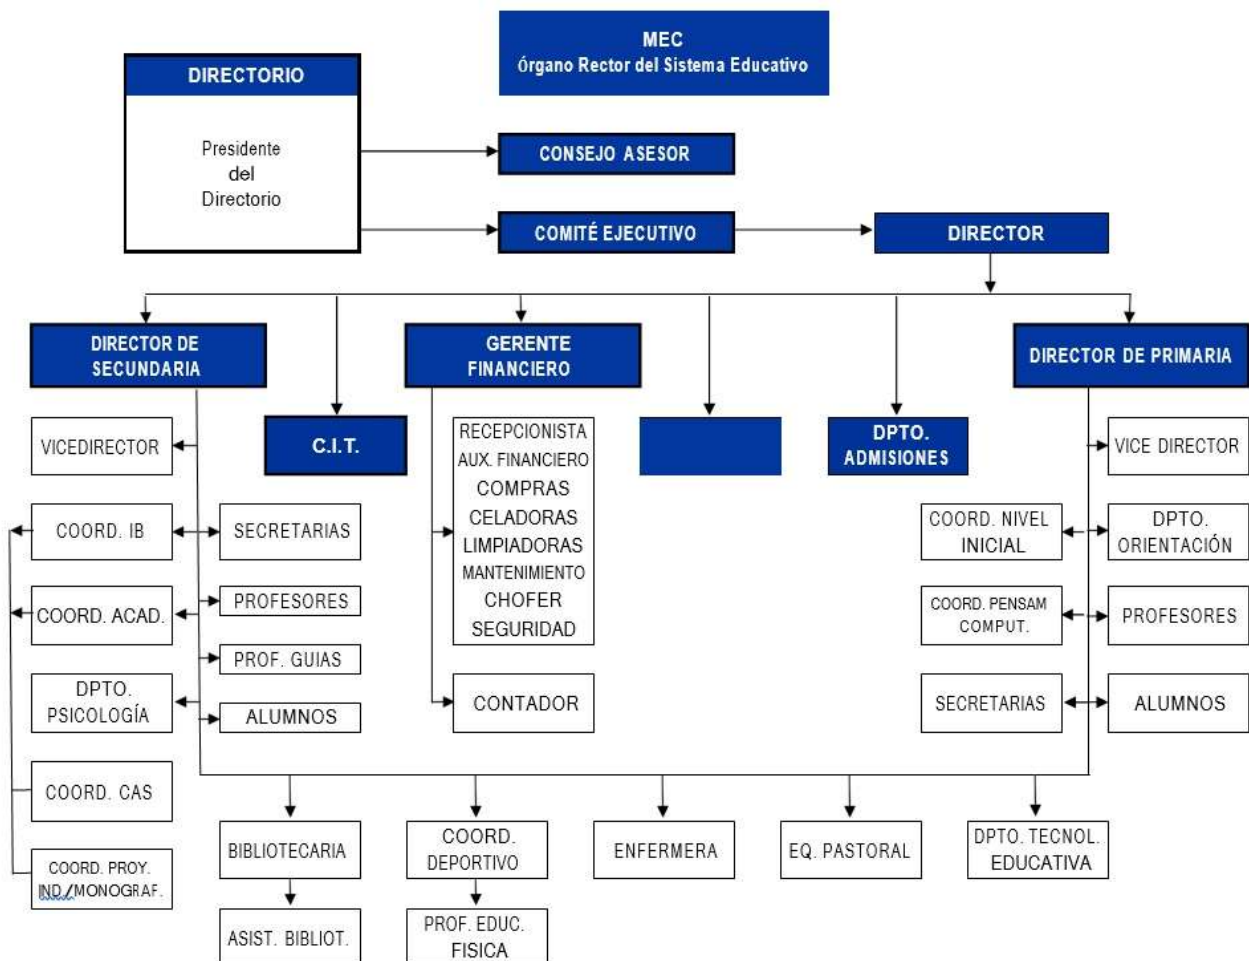 MEC
Órgano Rector del Sistema Educativo
DIRECTORIO
Presidente
del
Directorio
CONSEJO ASESOR
COMITÉ EJECUTIVO
DIRECTOR
DIRECTOR DE
SECUNDARIA
GERENTE
FINANCIERO
DIRECTOR DE PRIMARIA
C.I.T.
DPTO.
ADMISIONES
VICEDIRECTOR
COORD. IB
SECRETARIAS
COORD. ACAD.
PROFESORES
PROF. GUIAS
DPTO.
PSICOLOGÍA
ALUMNOS
COORD. CAS
COORD. PROY.
IND./MONOGRAF.
RECEPCIONISTA
AUX. FINANCIERO
COMPRAS
CELADORAS
LIMPIADORAS
MANTENIMIENTO
CHOFER
SEGURIDAD
CONTADOR
VICE DIRECTOR
COORD. NIVEL
INICIAL
DPTO.
ORIENTACIÓN
COORD. PENSAM
COMPUT.
PROFESORES
SECRETARIAS
ALUMNOS
BIBLIOTECARIA
COORD.
DEPORTIVO
ENFERMERA
EQ. PASTORAL
DPTO. TECNOL.
EDUCATIVA
ASIST. BIBLIOT.
PROF. EDUC.
FISICA